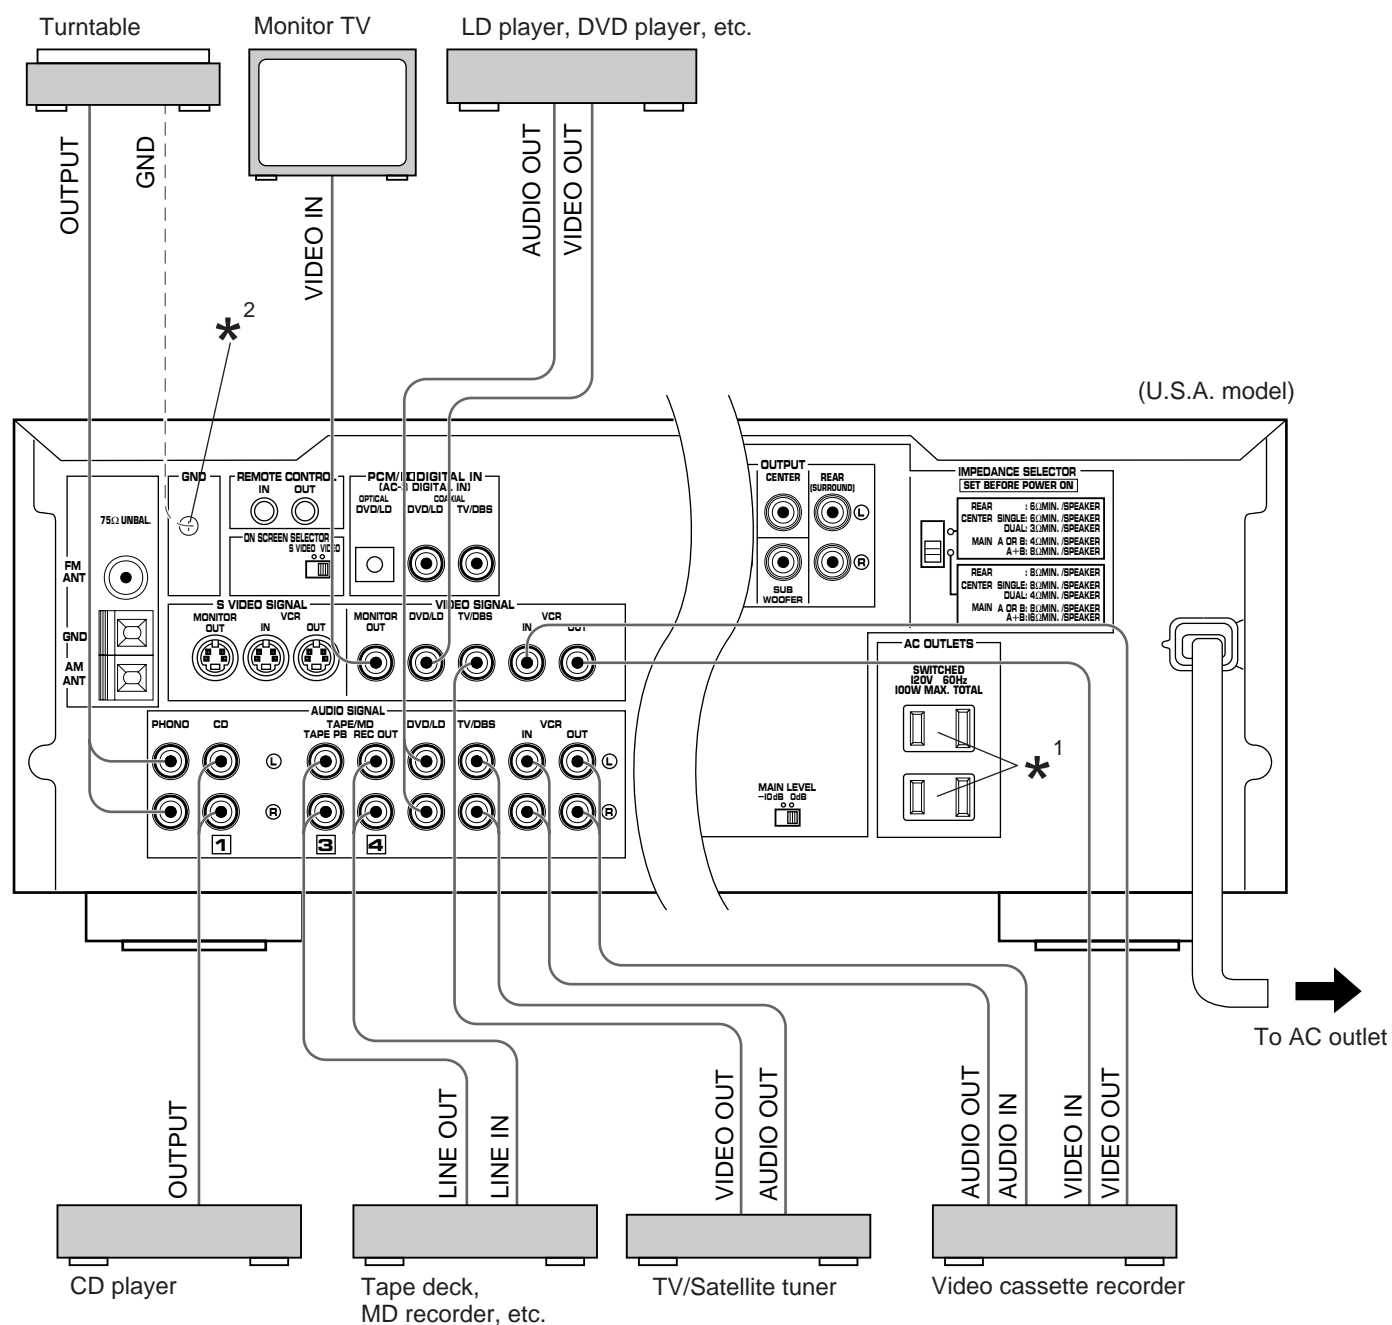 Turntable
Monitor TV
LD player, DVD player, etc.
OUTPUT
GND
VIDEO IN
AUDIO OUT
VIDEO OUT
*2
(U.S.A. model)
GND
REMOTE CONTROL
IN OUT
PCM/ DIGITAL IN
(AC-3 DIGITAL IN)
OPTICAL COAXIAL
DVD/LD DVD/LD TV/DBS
75Ω UNBAL.
ON SCREEN SELECTOR
S VIDEO VIDEO
FM
ANT
GND
AM
ANT
OUTPUT
CENTER REAR
(SURROUND)
L
R
SUB
WOOFER
IMPEDANCE SELECTOR
SET BEFORE POWER ON
REAR : 6ΩMIN. /SPEAKER
CENTER SINGLE: 6ΩMIN. /SPEAKER
DUAL: 3ΩMIN. /SPEAKER
MAIN A OR B: 4ΩMIN. /SPEAKER
A+B: 8ΩMIN. /SPEAKER
REAR : 8ΩMIN. /SPEAKER
CENTER SINGLE: 8ΩMIN. /SPEAKER
DUAL: 4ΩMIN. /SPEAKER
MAIN A OR B: 8ΩMIN. /SPEAKER
A+B:16ΩMIN. /SPEAKER
S VIDEO SIGNAL
MONITOR OUT
VCR
IN OUT
VIDEO SIGNAL
MONITOR OUT
DVD/LD TV/DBS
VCR
IN OUT
AC OUTLETS
SWITCHED
120V 60Hz
100W MAX. TOTAL
*1
AUDIO SIGNAL
PHONO CD
TAPE/MD
TAPE PB REC OUT
DVD/LD TV/DBS
VCR
IN OUT
L
L
R
R
1
3
4
MAIN LEVEL
–10dB 0dB
To AC outlet
OUTPUT
LINE OUT
LINE IN
VIDEO OUT
AUDIO OUT
AUDIO OUT
AUDIO IN
VIDEO IN
VIDEO OUT
CD player
Tape deck,
MD recorder, etc.
TV/Satellite tuner
Video cassette recorder